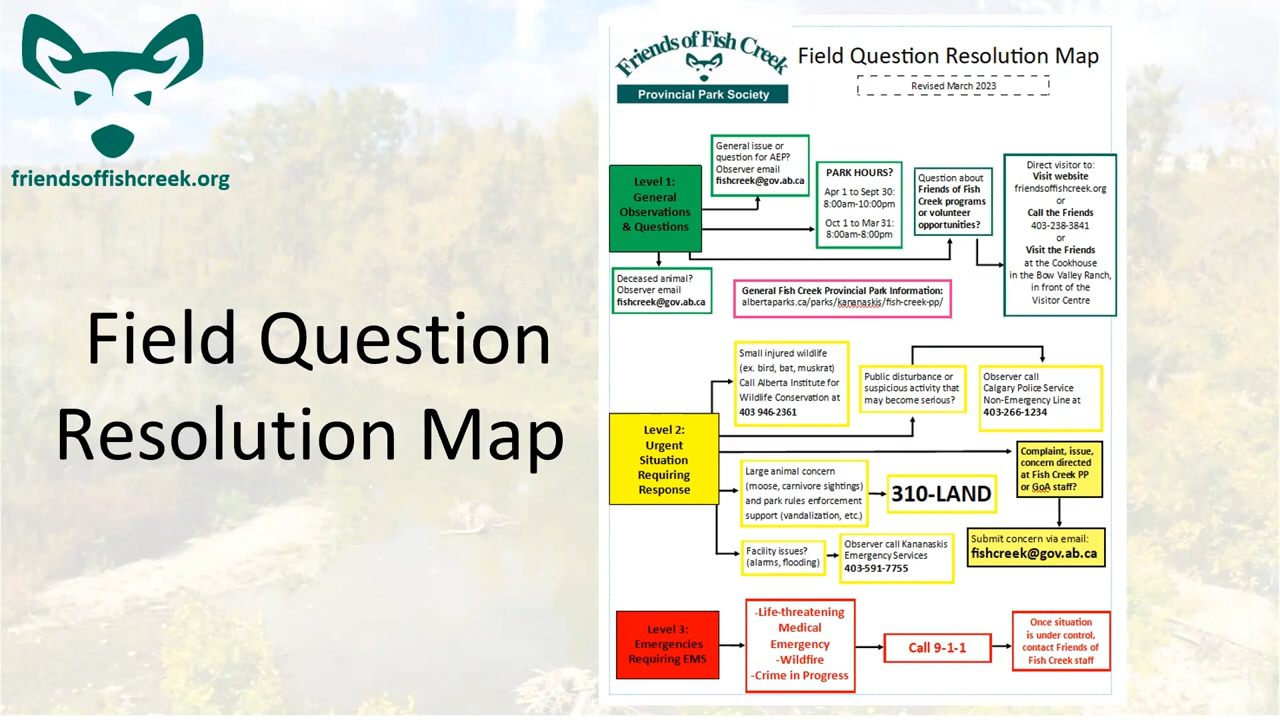 friendsoffishcreek.org
Field Question
Resolution Map
Friends of Fish Creek
Provincial Park Society
Field Question Resolution Map
Revised March 2023
Level 1:
General
Observations
& Questions
General issue or
question for AEP?
Observer email
fishcreek@gov.ab.ca
PARK HOURS?
Apr 1 to Sept 30:
8:00am-10:00pm
Oct 1 to Mar 31:
8:00am-8:00pm
Question about
Friends of Fish
Creek programs
or volunteer
opportunities?
Direct visitor to:
Visit website
friendsoffishcreek.org
or
Call the Friends
403-238-3841
or
Visit the Friends
at the Cookhouse
in the Bow Valley Ranch,
in front of the
Visitor Centre
Deceased animal?
Observer email
fishcreek@gov.ab.ca
General Fish Creek Provincial Park Information:
albertaparks.ca/parks/kananaskis/fish-creek-pp/
Level 2:
Urgent
Situation
Requiring
Response
Small injured wildlife
(ex. bird, bat, muskrat)
Call Alberta Institute for
Wildlife Conservation at
403 946-2361
Public disturbance or
suspicious activity that
may become serious?
Observer call
Calgary Police Service
Non-Emergency Line at
403-266-1234
Complaint, issue,
concern directed
at Fish Creek PP
or GoA staff?
Large animal concern
(moose, carnivore sightings)
and park rules enforcement
support (vandalization, etc.)
310-LAND
Submit concern via email:
fishcreek@gov.ab.ca
Facility issues?
(alarms, flooding)
Observer call Kananaskis
Emergency Services
403-591-7755
Level 3:
Emergencies
Requiring EMS
-Life-threatening
Medical
Emergency
-Wildfire
-Crime in Progress
Call 9-1-1
Once situation
is under control,
contact Friends of
Fish Creek staff